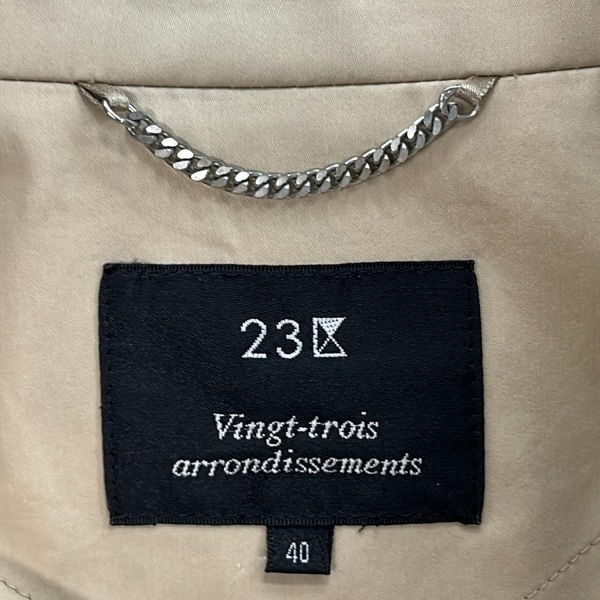 23区
Vingt-trois
arrondissements
40